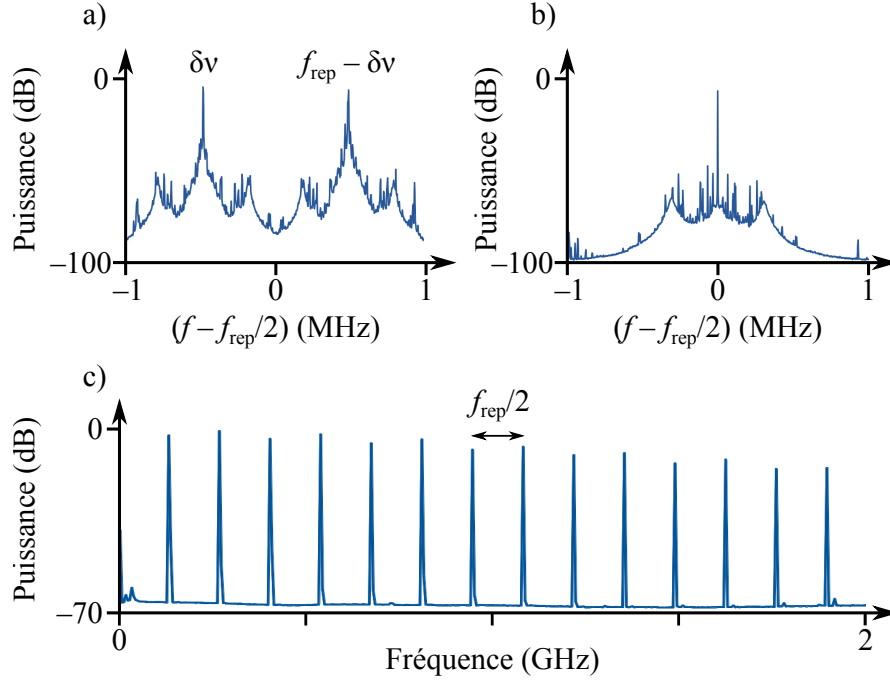 a)
δν
f_rep – δν
0
Puissance (dB)
–100
–1 0 1
(f – f_rep/2) (MHz)
b)
0
Puissance (dB)
–100
–1 0 1
(f – f_rep/2) (MHz)
c)
f_rep/2
0
Puissance (dB)
–70
0 2
Fréquence (GHz)